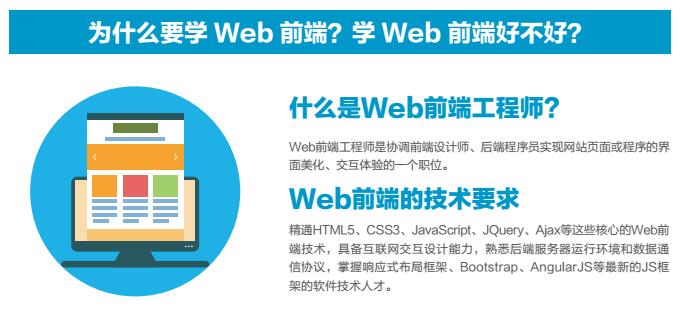 为什么要学 Web 前端？学 Web 前端好不好？
什么是Web前端工程师？
Web前端工程师是协调前端设计师、后端程序员实现网站页面或程序的界
面美化、交互体验的一个职位。
Web前端的技术要求
精通HTML5、CSS3、JavaScript、JQuery、Ajax等这些核心的Web前
端技术，具备互联网交互设计能力，熟悉后端服务器运行环境和数据通
信协议，掌握响应式布局框架、Bootstrap、AngularJS等最新的JS框
架的软件技术人才。